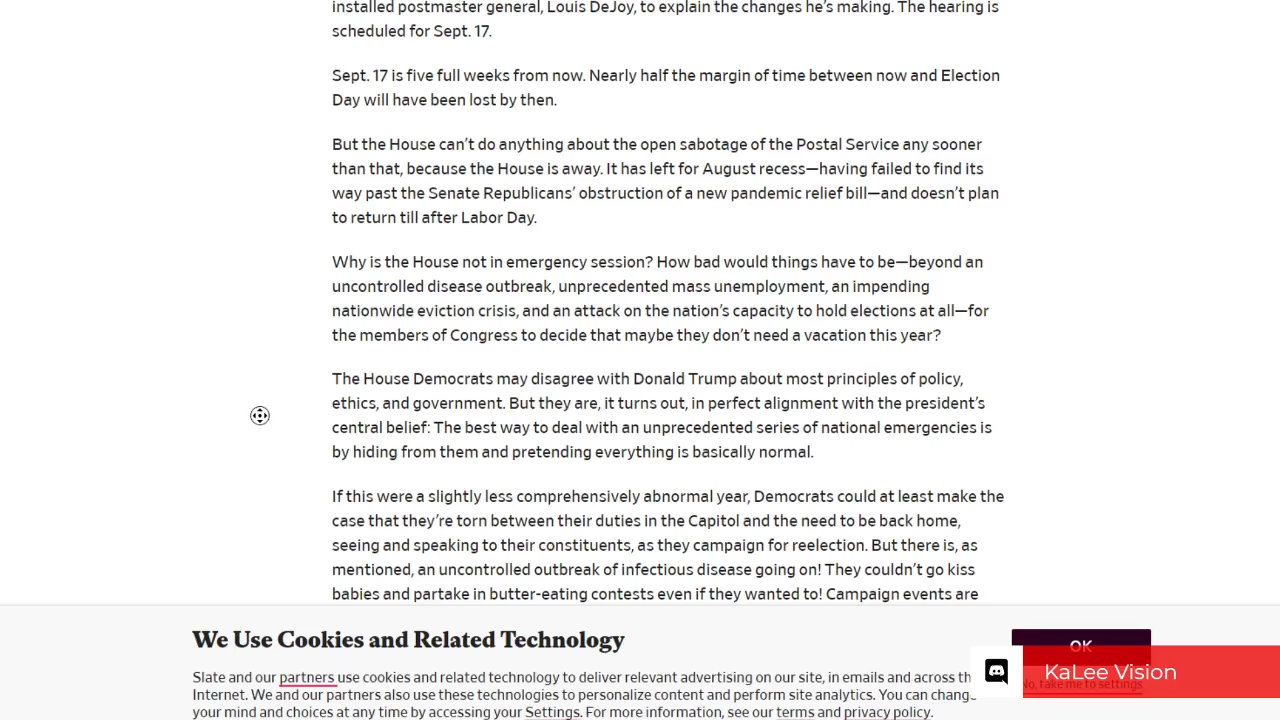 installed postmaster general, Louis DeJoy, to explain the changes he’s making. The hearing is
scheduled for Sept. 17.
Sept. 17 is five full weeks from now. Nearly half the margin of time between now and Election
Day will have been lost by then.
But the House can’t do anything about the open sabotage of the Postal Service any sooner
than that, because the House is away. It has left for August recess—having failed to find its
way past the Senate Republicans’ obstruction of a new pandemic relief bill—and doesn’t plan
to return till after Labor Day.
Why is the House not in emergency session? How bad would things have to be—beyond an
uncontrolled disease outbreak, unprecedented mass unemployment, an impending
nationwide eviction crisis, and an attack on the nation’s capacity to hold elections at all—for
the members of Congress to decide that maybe they don’t need a vacation this year?
The House Democrats may disagree with Donald Trump about most principles of policy,
ethics, and government. But they are, it turns out, in perfect alignment with the president’s
central belief: The best way to deal with an unprecedented series of national emergencies is
by hiding from them and pretending everything is basically normal.
If this were a slightly less comprehensively abnormal year, Democrats could at least make the
case that they’re torn between their duties in the Capitol and the need to be back home,
seeing and speaking to their constituents, as they campaign for reelection. But there is, as
mentioned, an uncontrolled outbreak of infectious disease going on! They couldn’t go kiss
babies and partake in butter-eating contests even if they wanted to! Campaign events are
We Use Cookies and Related Technology
OK
Slate and our partners use cookies and related technology to deliver relevant advertising on our site, in emails and across th
Internet. We and our partners use these technologies to personalize content and perform site analytics. You can change
your mind and choices at any time by accessing your Settings. For more information, see our terms and privacy policy.
KaLee Vision
No, take me to settings.